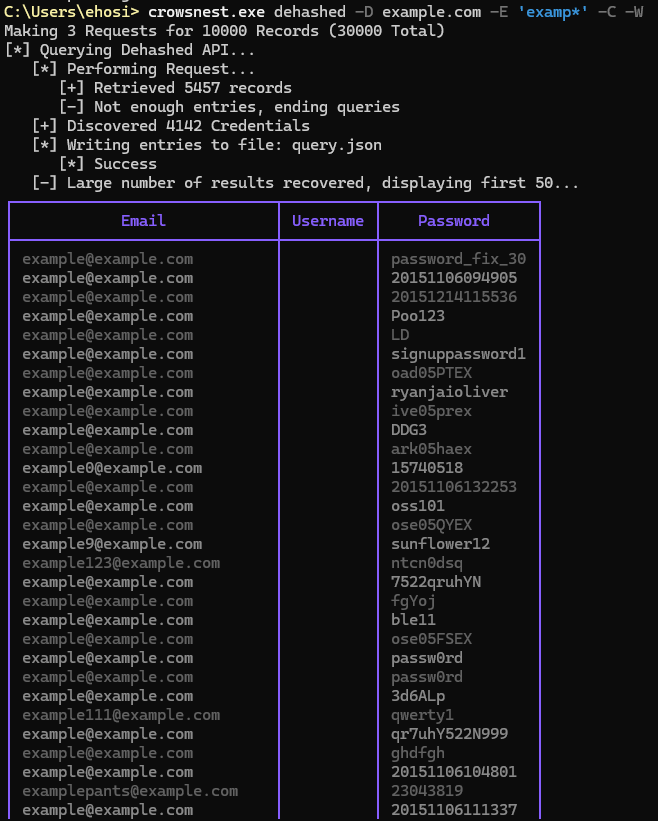 C:\Users\ehosi> crowsnest.exe dehashed -D example.com -E 'examp*' -C -W
Making 3 Requests for 10000 Records (30000 Total)
[*] Querying Dehashed API...
[*] Performing Request...
[+] Retrieved 5457 records
[-] Not enough entries, ending queries
[+] Discovered 4142 Credentials
[*] Writing entries to file: query.json
[*] Success
[-] Large number of results recovered, displaying first 50...
Email Username Password
example@example.com password_fix_30
example@example.com 20151106094905
example@example.com 20151214115536
example@example.com Poo123
example@example.com LD
example@example.com signuppassword1
example@example.com oad05PTEX
example@example.com ryanjaioliver
example@example.com ive05prex
example@example.com DDG3
example@example.com ark05haex
example0@example.com 15740518
example@example.com 20151106132253
example@example.com oss101
example@example.com ose05QYEX
example9@example.com sunflower12
example123@example.com ntcn0dsq
example@example.com 7522qruhYN
example@example.com fgYoj
example@example.com ble11
example@example.com ose05FSEX
example@example.com passw0rd
example@example.com passw0rd
example@example.com 3d6ALp
example111@example.com qwerty1
example@example.com qr7uhY522N999
example@example.com ghdfgh
example@example.com 20151106104801
examplepants@example.com 23043819
example@example.com 20151106111337